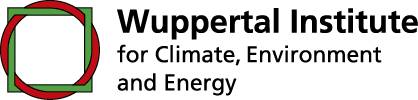 Wuppertal Institute
for Climate, Environment
and Energy